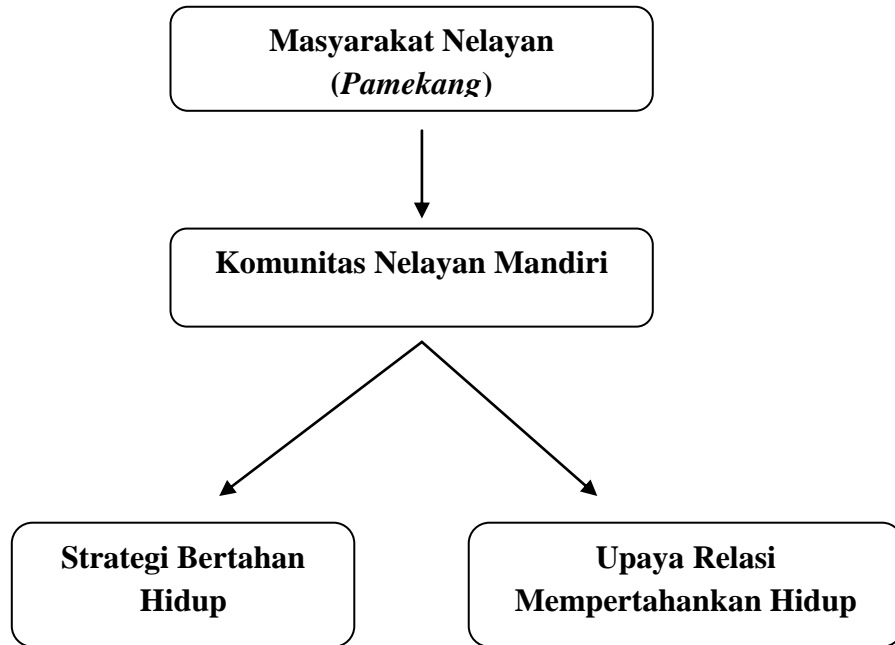 Masyarakat Nelayan
(Pamekang)
Komunitas Nelayan Mandiri
Strategi Bertahan
Hidup
Upaya Relasi
Mempertahankan Hidup